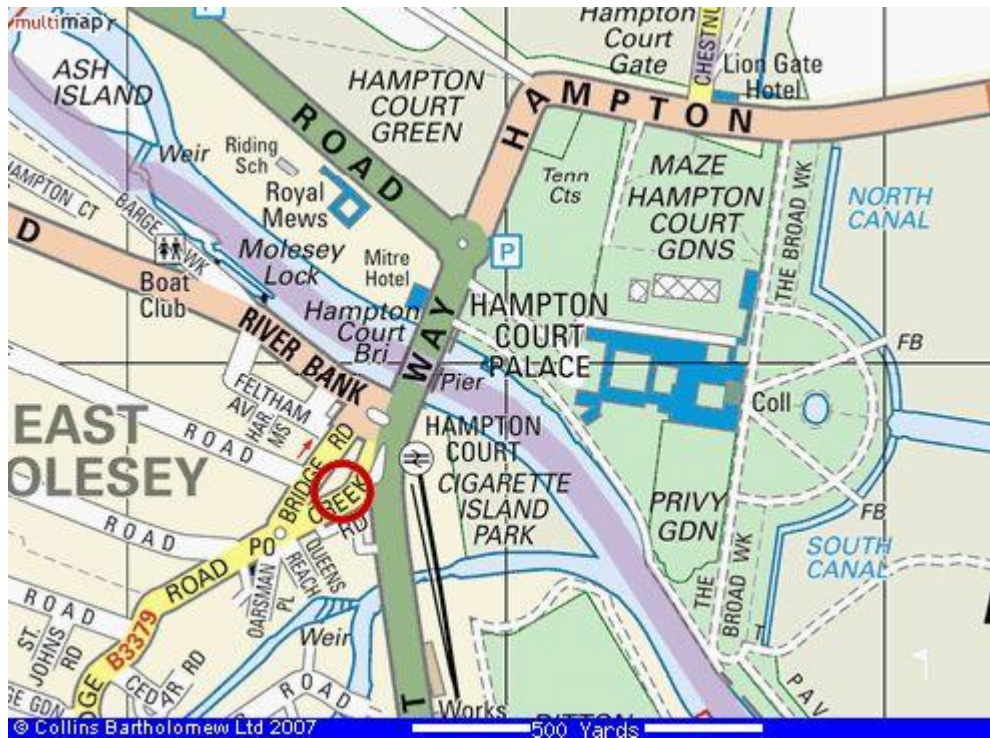 multimap
ASH
ISLAND
Weir
HAMPTON CT
BARGE WK
Riding
Sch
Royal
Mews
HAMPTON
COURT
GREEN
ROAD
P
Hampton
Court
Gate
CHESTNU
Lion Gate
Hotel
HAMPTON
Tenn
Cts
MAZE
HAMPTON
COURT
GDNS
THE BROAD WK
NORTH
CANAL
D
Boat
Club
Molesey
Lock
Mitre
Hotel
P
Hampton
Court
Bri
WAY
RIVER BANK
HAMPTON
COURT
PALACE
Pier
FB
Coll
EAST
OLESEY
FELTHAM
AV
HAR.
MS
ROAD
BRIDGE RD
CREEK
RD
HAMPTON
COURT
CIGARETTE
ISLAND
PARK
PRIVY
GDN
FB
SOUTH
CANAL
THE
BROAD WK
ROAD
PO
ROAD
DARSMAN
PL
QUEENS
REACH
Weir
ROAD
ST.
JOHNS
RD
B3379
CEDAR RD
DGE GDN
GE
T
Works
DITTON
T
PAV
© Collins Bartholomew Ltd 2007
500 Yards